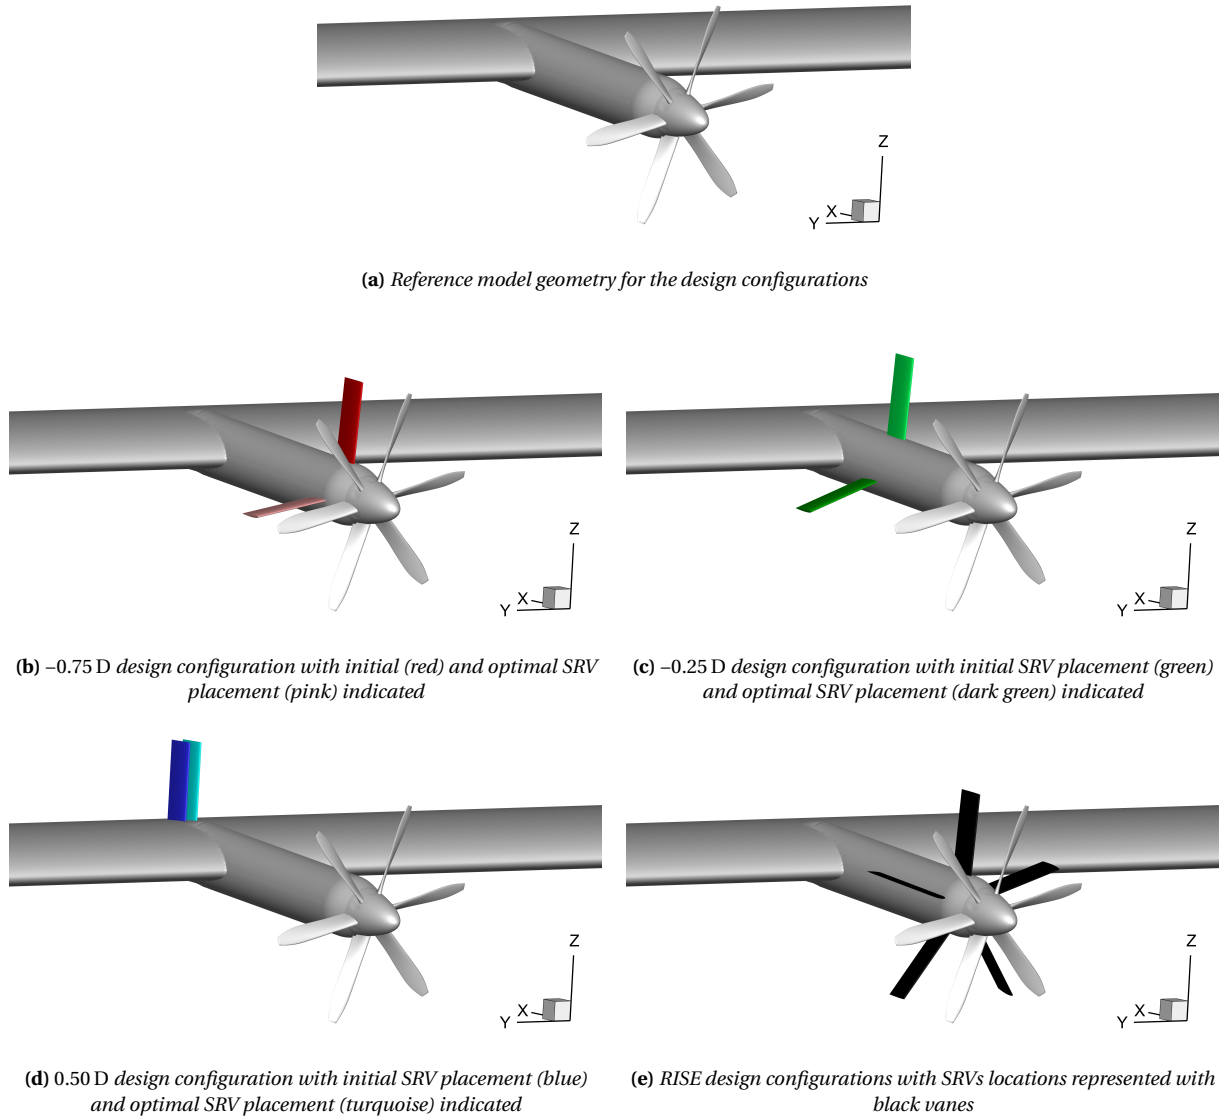 Z
X
Y
(a) Reference model geometry for the design configurations
Z
X
Y
Z
X
Y
(b) −0.75 D design configuration with initial (red) and optimal SRV
placement (pink) indicated
(c) −0.25 D design configuration with initial SRV placement (green)
and optimal SRV placement (dark green) indicated
Z
X
Y
Z
X
Y
(d) 0.50 D design configuration with initial SRV placement (blue)
and optimal SRV placement (turquoise) indicated
(e) RISE design configurations with SRVs locations represented with
black vanes